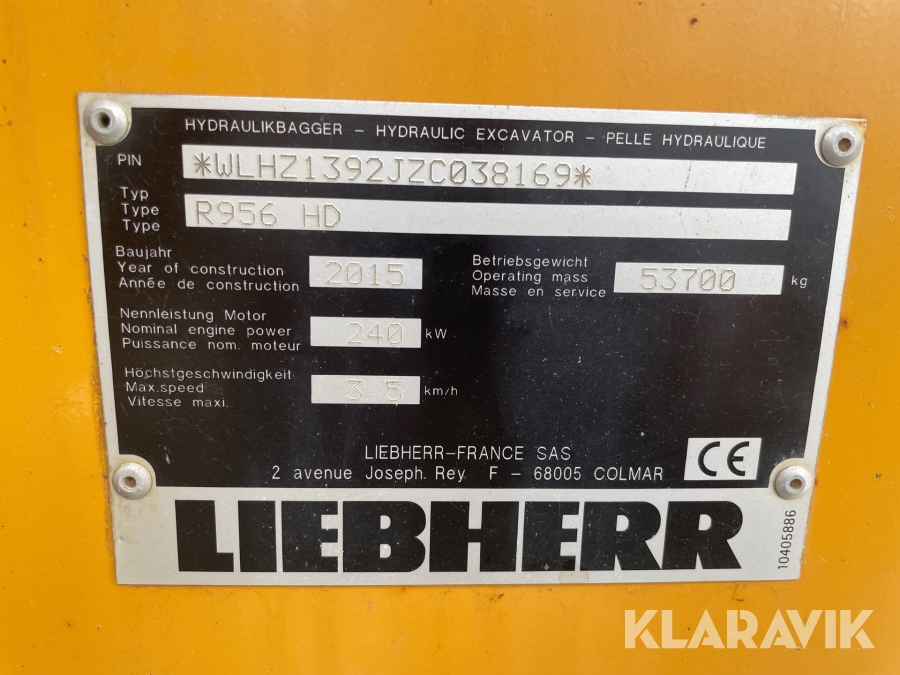 HYDRAULIKBAGGER – HYDRAULIC EXCAVATOR – PELLE HYDRAULIQUE
PIN *WLHZ1392JZC038169*
Typ
Type R956 HD
Type
Baujahr
Year of construction 2015
Année de construction
Betriebsgewicht
Operating mass 53700 kg
Masse en service
Nennleistung Motor
Nominal engine power 240 kW
Puissance nom. moteur
Höchstgeschwindigkeit
Max.speed 3.5 km/h
Vitesse maxi.
LIEBHERR–FRANCE SAS
2 avenue Joseph. Rey F – 68005 COLMAR
CE
LIEBHERR
10405886
KLARAVIK